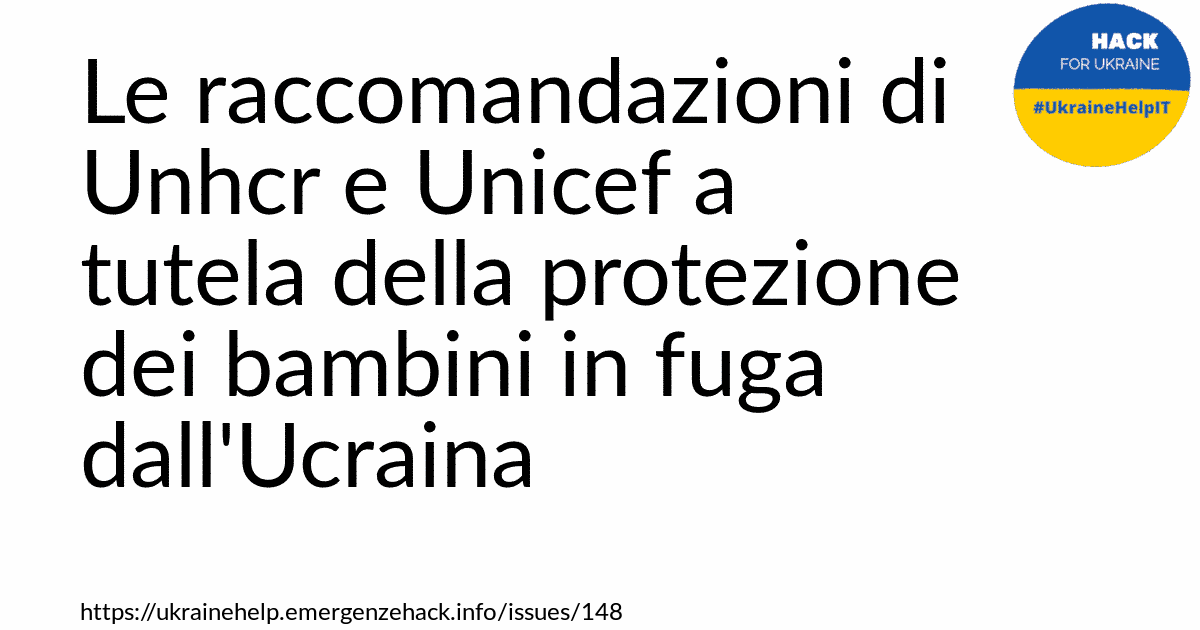 Le raccomandazioni di
Unhcr e Unicef a
tutela della protezione
dei bambini in fuga
dall'Ucraina
HACK
FOR UKRAINE
#UkraineHelpIT
https://ukrainehelp.emergenzehack.info/issues/148